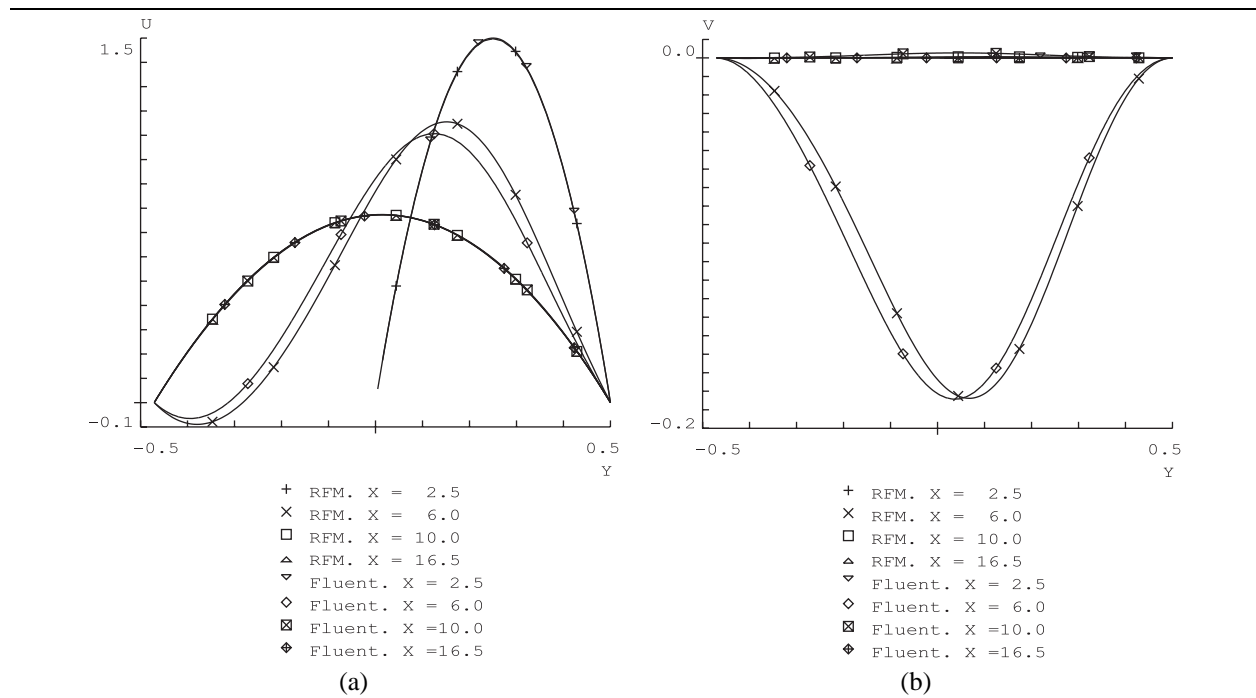 U
1.5
-0.1
-0.5
0.5
Y
RFM. X = 2.5
RFM. X = 6.0
RFM. X = 10.0
RFM. X = 16.5
Fluent. X = 2.5
Fluent. X = 6.0
Fluent. X =10.0
Fluent. X =16.5
(a)
V
0.0
-0.2
-0.5
0.5
Y
RFM. X = 2.5
RFM. X = 6.0
RFM. X = 10.0
RFM. X = 16.5
Fluent. X = 2.5
Fluent. X = 6.0
Fluent. X =10.0
Fluent. X =16.5
(b)